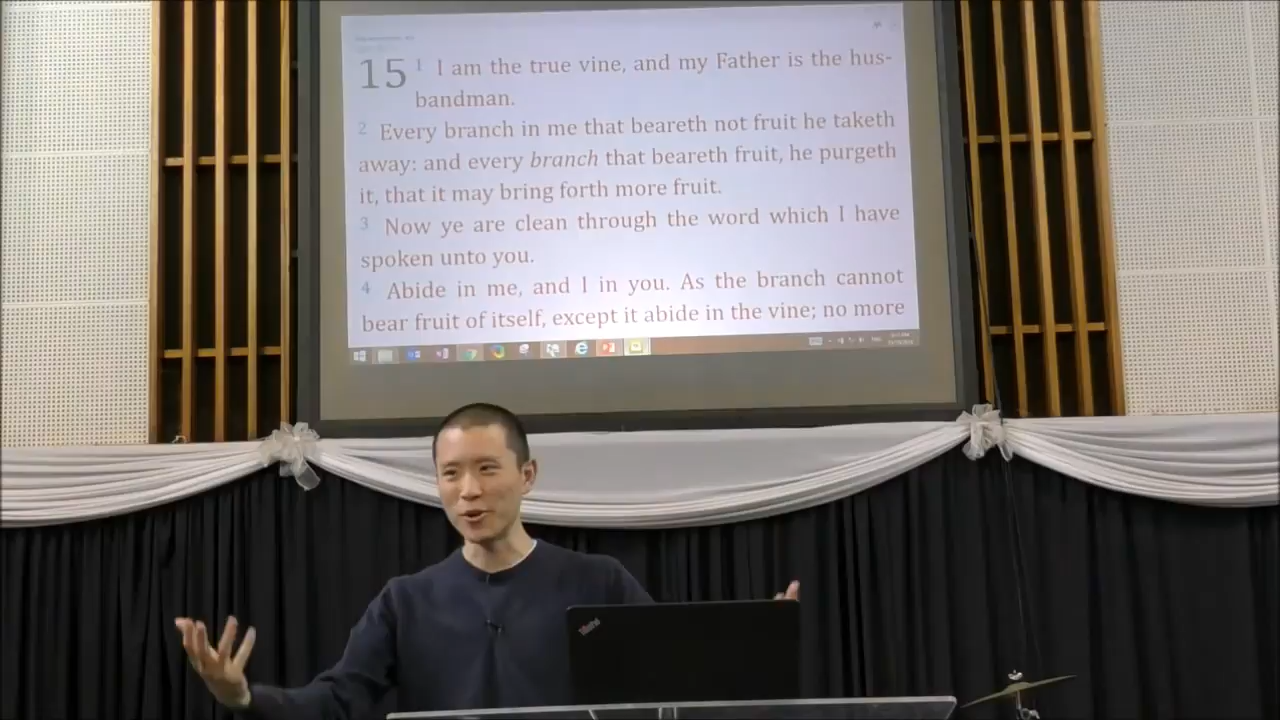 15 1 I am the true vine, and my Father is the hus-
bandman.
2 Every branch in me that beareth not fruit he taketh
away: and every branch that beareth fruit, he purgeth
it, that it may bring forth more fruit.
3 Now ye are clean through the word which I have
spoken unto you.
4 Abide in me, and I in you. As the branch cannot
bear fruit of itself, except it abide in the vine; no more
ThinkPad